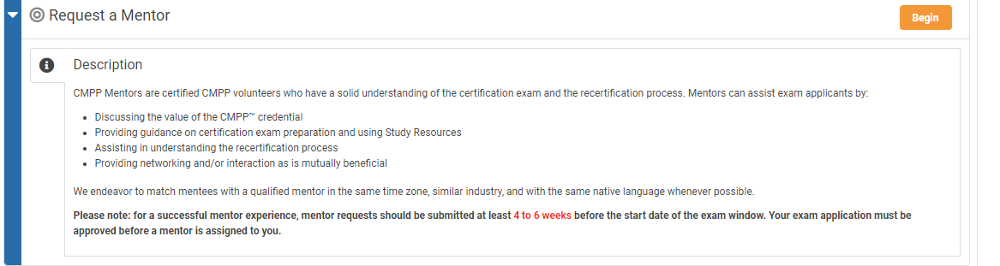 Request a Mentor
Begin
Description
CMPP Mentors are certified CMPP volunteers who have a solid understanding of the certification exam and the recertification process. Mentors can assist exam applicants by:
• Discussing the value of the CMPP™ credential
• Providing guidance on certification exam preparation and using Study Resources
• Assisting in understanding the recertification process
• Providing networking and/or interaction as is mutually beneficial
We endeavor to match mentees with a qualified mentor in the same time zone, similar industry, and with the same native language whenever possible.
Please note: for a successful mentor experience, mentor requests should be submitted at least 4 to 6 weeks before the start date of the exam window. Your exam application must be
approved before a mentor is assigned to you.